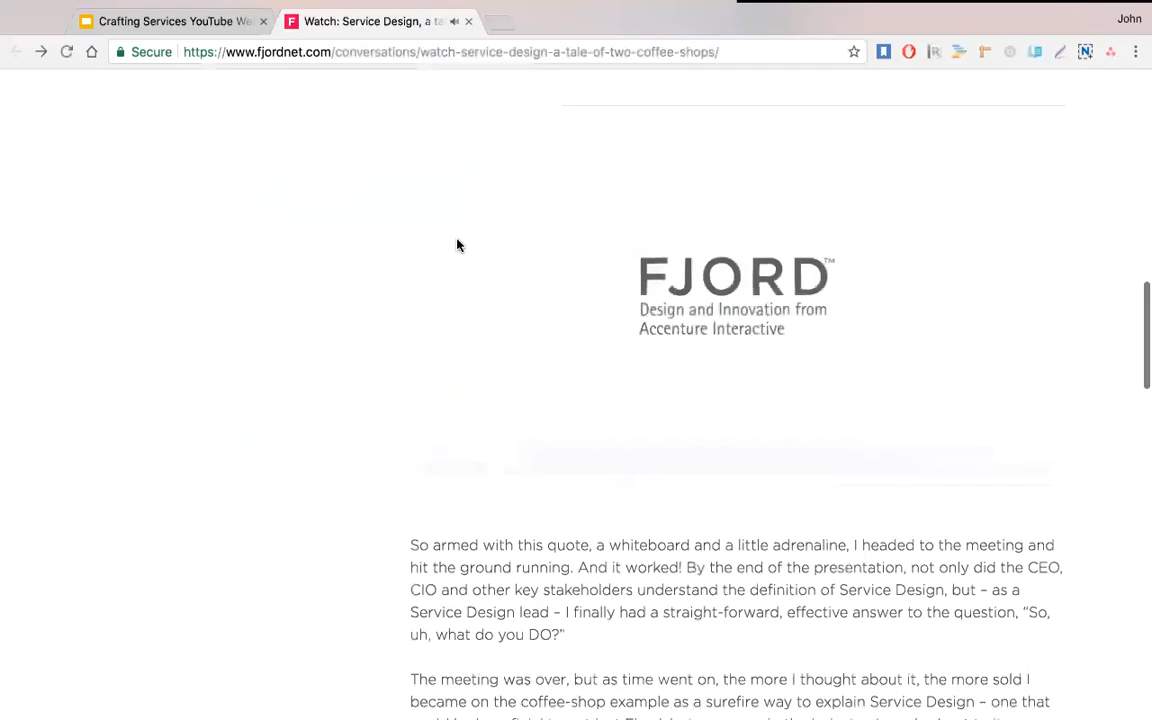 Crafting Services YouTube We
Watch: Service Design, a ta
John
Secure
https://www.fjordnet.com/conversations/watch-service-design-a-tale-of-two-coffee-shops/
FJORD™
Design and Innovation from
Accenture Interactive
So armed with this quote, a whiteboard and a little adrenaline, I headed to the meeting and
hit the ground running. And it worked! By the end of the presentation, not only did the CEO,
CIO and other key stakeholders understand the definition of Service Design, but – as a
Service Design lead – I finally had a straight-forward, effective answer to the question, “So,
uh, what do you DO?”
The meeting was over, but as time went on, the more I thought about it, the more sold I
became on the coffee-shop example as a surefire way to explain Service Design – one that